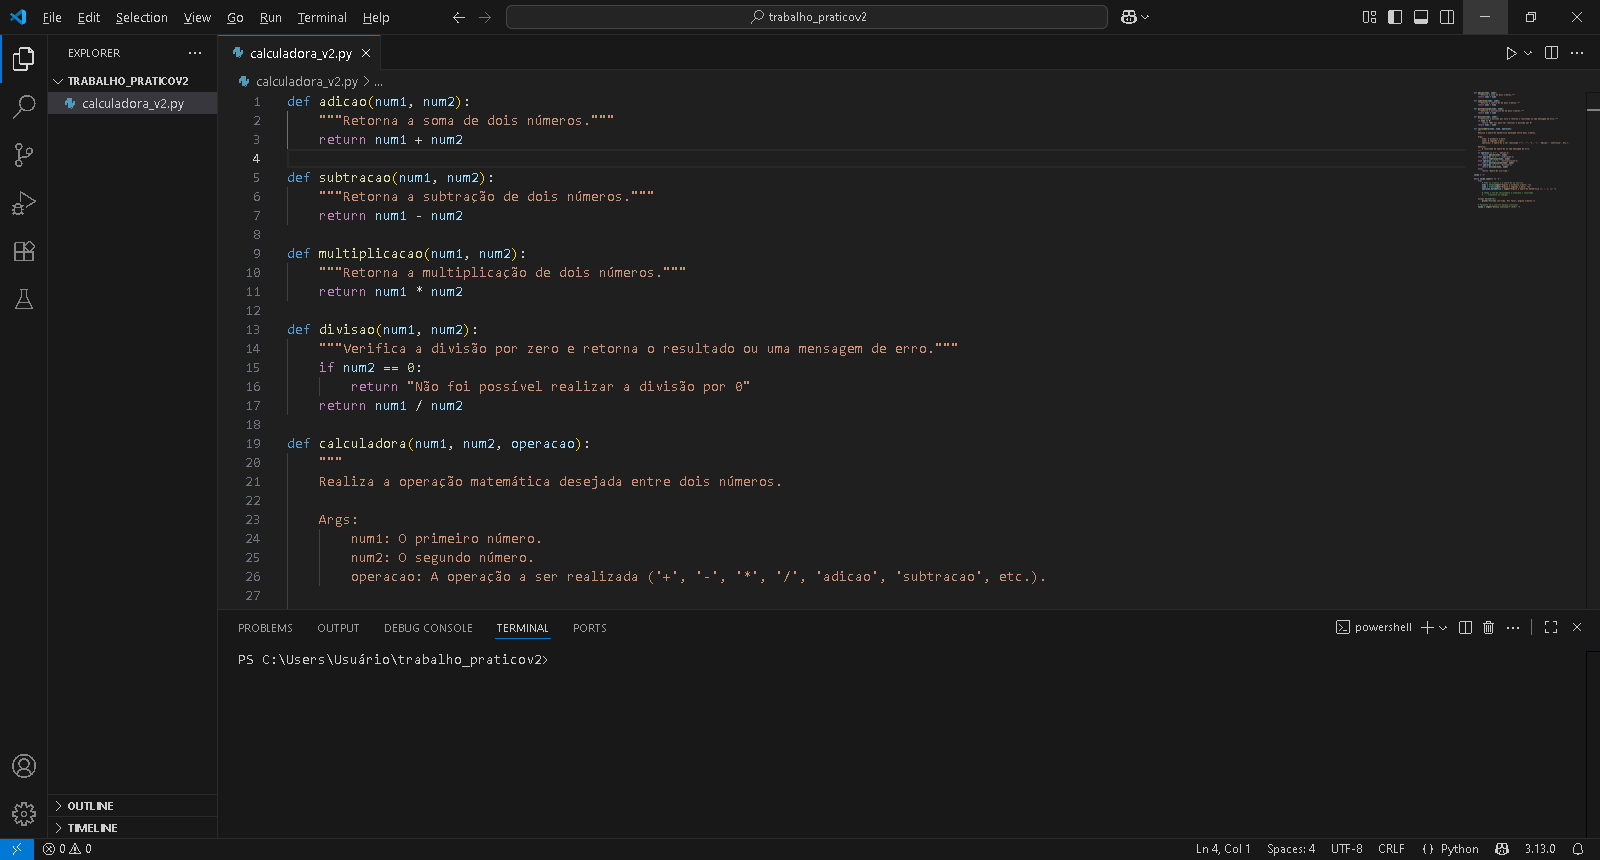 File Edit Selection View Go Run Terminal Help
trabalho_praticov2
EXPLORER
TRABALHO_PRATICOV2
calculadora_v2.py
OUTLINE
TIMELINE
calculadora_v2.py
calculadora_v2.py > ...
1 def adicao(num1, num2):
2 """Retorna a soma de dois números."""
3 return num1 + num2
4
5 def subtracao(num1, num2):
6 """Retorna a subtração de dois números."""
7 return num1 - num2
8
9 def multiplicacao(num1, num2):
10 """Retorna a multiplicação de dois números."""
11 return num1 * num2
12
13 def divisao(num1, num2):
14 """Verifica a divisão por zero e retorna o resultado ou uma mensagem de erro."""
15 if num2 == 0:
16 return "Não foi possível realizar a divisão por 0"
17 return num1 / num2
18
19 def calculadora(num1, num2, operacao):
20 """
21 Realiza a operação matemática desejada entre dois números.
22
23 Args:
24 num1: O primeiro número.
25 num2: O segundo número.
26 operacao: A operação a ser realizada ('+', '-', '*', '/', 'adicao', 'subtracao', etc.).
27
PROBLEMS OUTPUT DEBUG CONSOLE TERMINAL PORTS
powershell
PS C:\Users\Usuário\trabalho_praticov2>
0 0
Ln 4, Col 1 Spaces: 4 UTF-8 CRLF {} Python 3.13.0